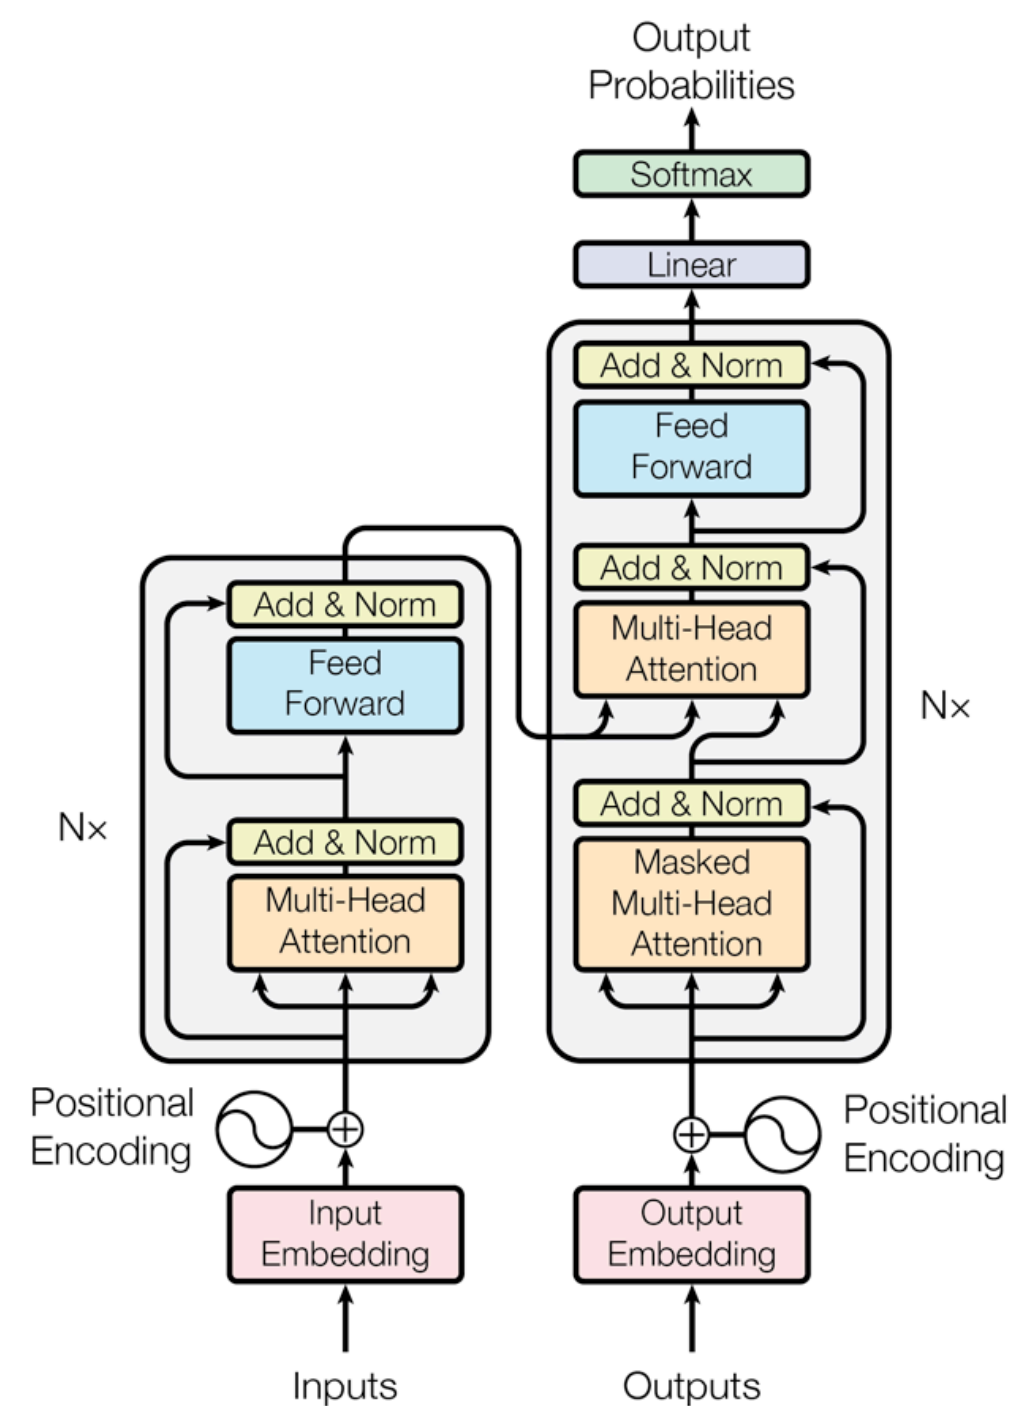 Output
Probabilities
Softmax
Linear
Add & Norm
Feed
Forward
Add & Norm
Multi-Head
Attention
Nx
Add & Norm
Masked
Multi-Head
Attention
Add & Norm
Feed
Forward
Nx
Add & Norm
Multi-Head
Attention
Positional
Encoding
Positional
Encoding
Input
Embedding
Output
Embedding
Inputs
Outputs